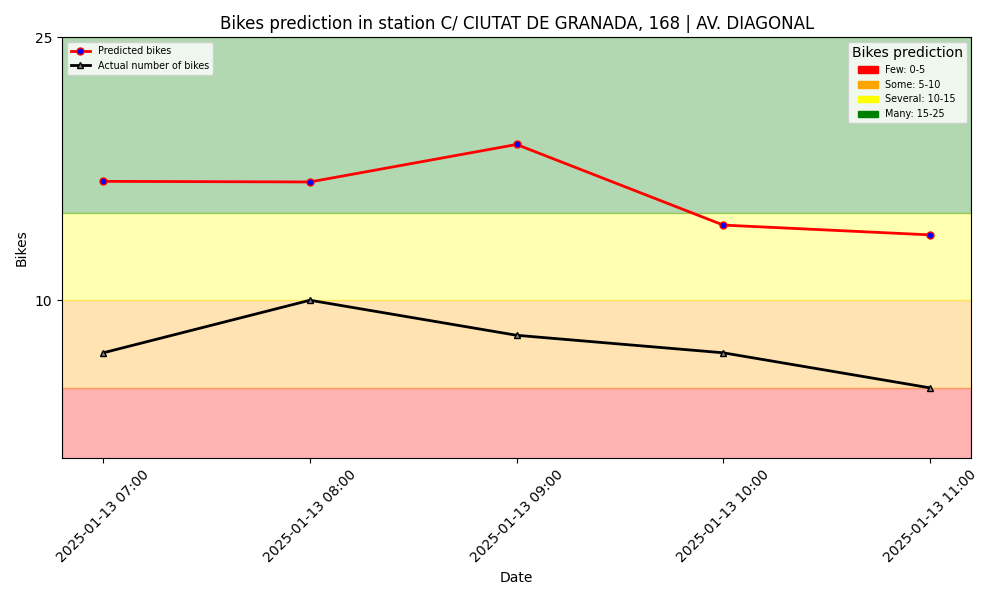 Bikes prediction in station C/ CIUTAT DE GRANADA, 168 | AV. DIAGONAL
25
Predicted bikes
Actual number of bikes
Bikes prediction
Few: 0-5
Some: 5-10
Several: 10-15
Many: 15-25
Bikes
10
2025-01-13 07:00
2025-01-13 08:00
2025-01-13 09:00
2025-01-13 10:00
2025-01-13 11:00
Date